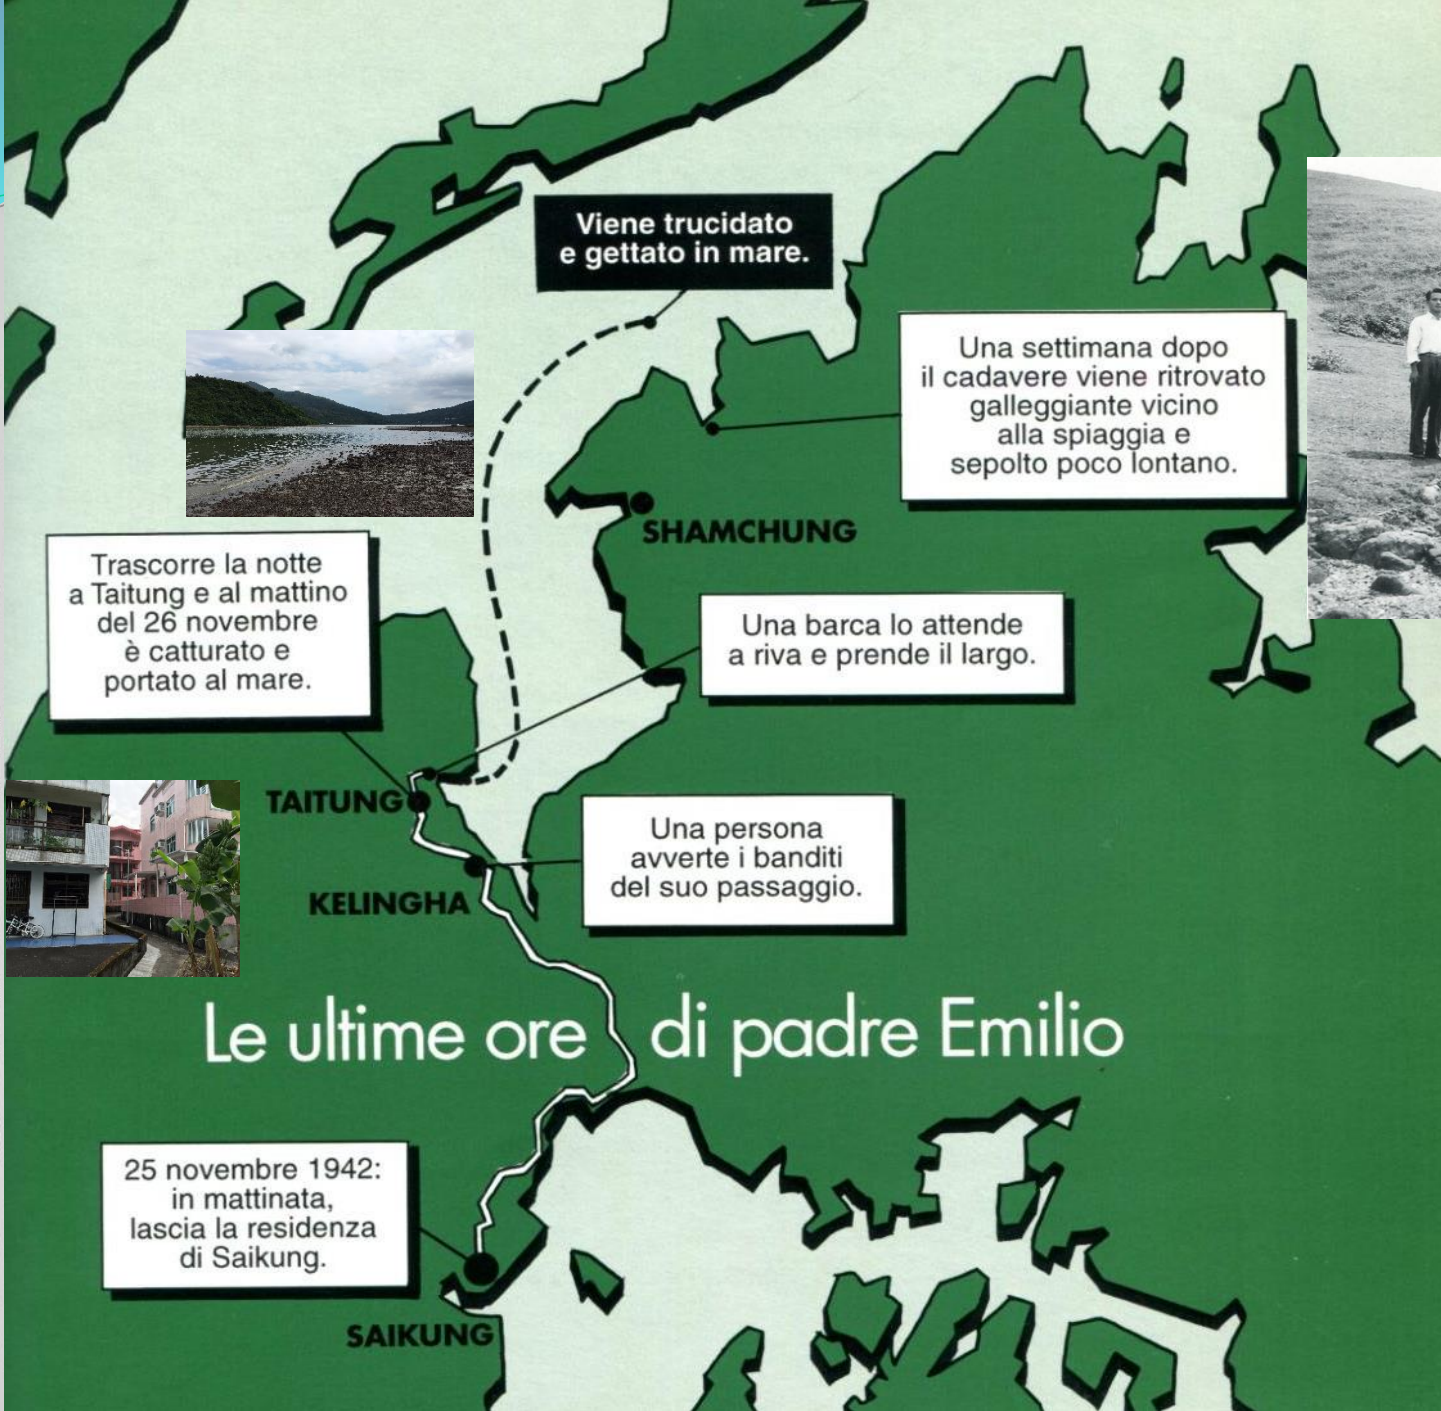 Viene trucidato
e gettato in mare.
Una settimana dopo
il cadavere viene ritrovato
galleggiante vicino
alla spiaggia e
sepolto poco lontano.
SHAMCHUNG
Trascorre la notte
a Taitung e al mattino
del 26 novembre
è catturato e
portato al mare.
Una barca lo attende
a riva e prende il largo.
TAITUNG
Una persona
avverte i banditi
del suo passaggio.
KELINGHA
Le ultime ore di padre Emilio
25 novembre 1942:
in mattinata,
lascia la residenza
di Saikung.
SAIKUNG